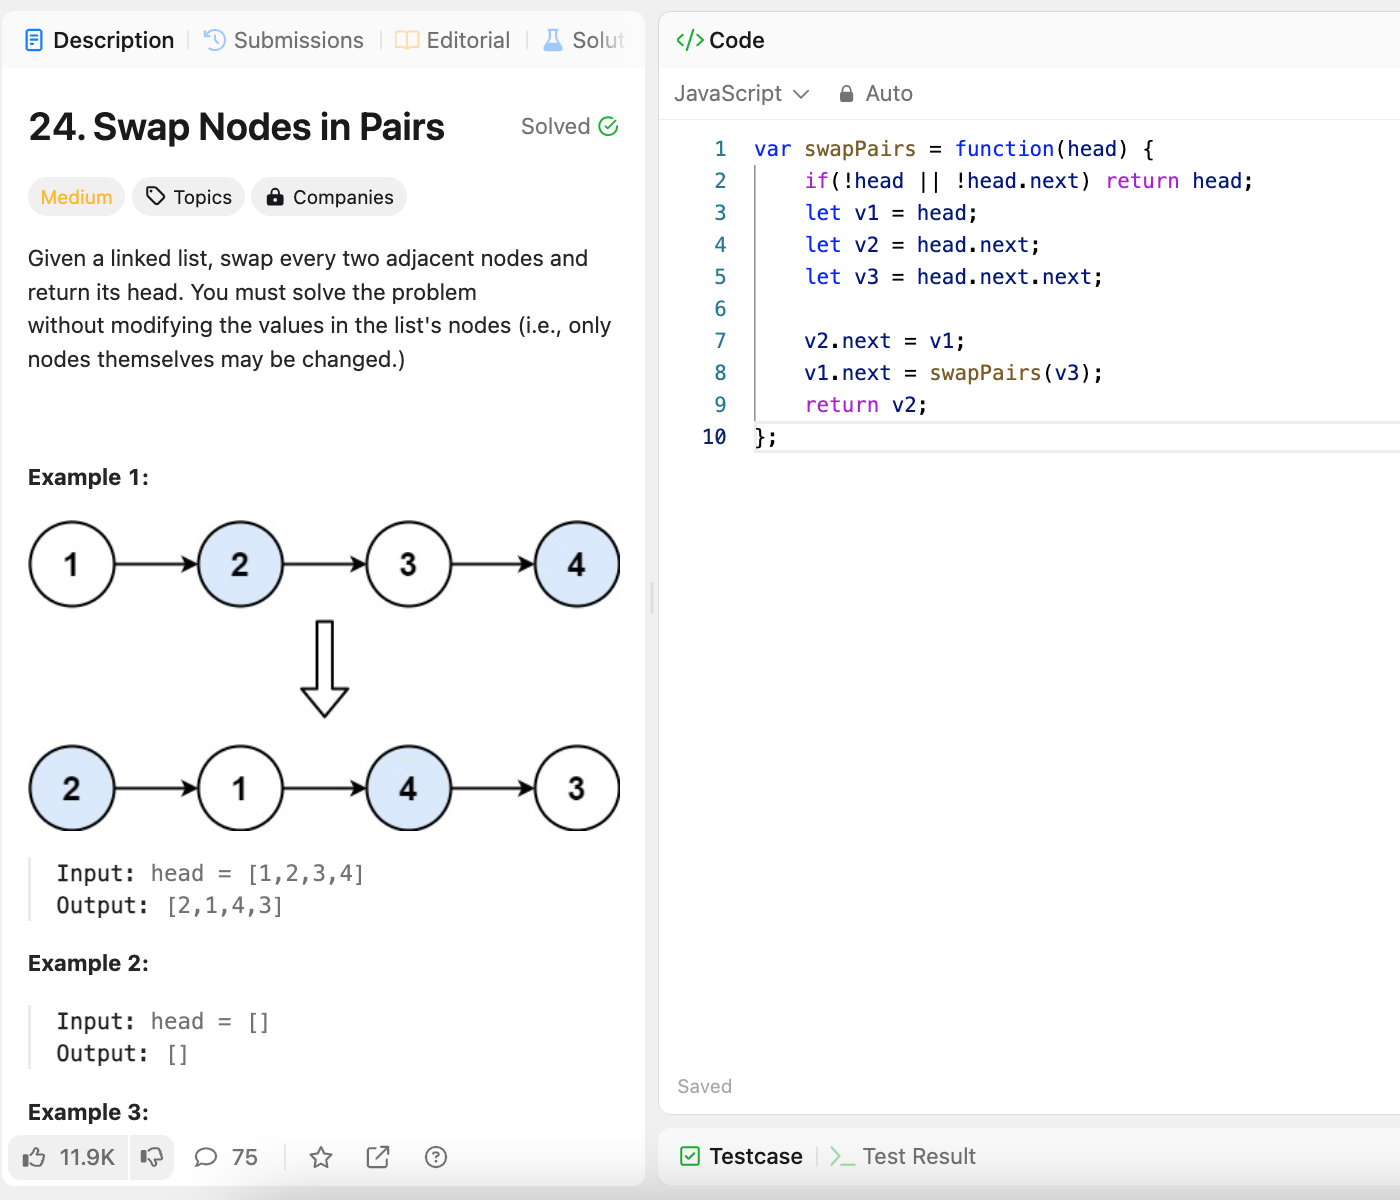 Description
Submissions
Editorial
Solut
24. Swap Nodes in Pairs
Solved
Medium
Topics
Companies
Given a linked list, swap every two adjacent nodes and
return its head. You must solve the problem
without modifying the values in the list's nodes (i.e., only
nodes themselves may be changed.)
Example 1:
1 2 3 4
2 1 4 3
Input: head = [1,2,3,4]
Output: [2,1,4,3]
Example 2:
Input: head = []
Output: []
Example 3:
11.9K
75
</> Code
JavaScript
Auto
1 var swapPairs = function(head) {
2 if(!head || !head.next) return head;
3 let v1 = head;
4 let v2 = head.next;
5 let v3 = head.next.next;
6
7 v2.next = v1;
8 v1.next = swapPairs(v3);
9 return v2;
10 };
Saved
Testcase
Test Result